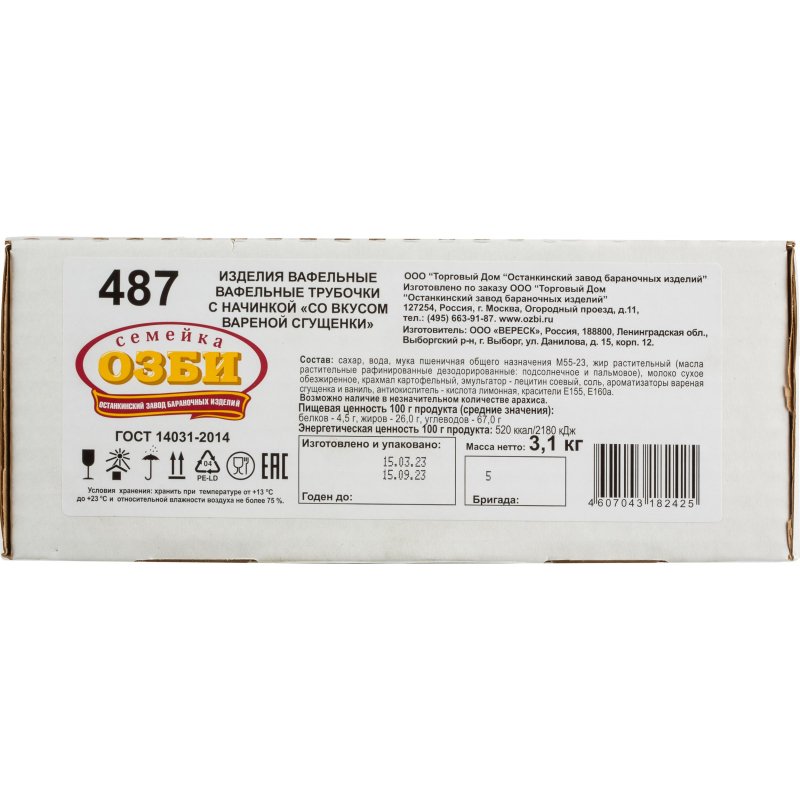 487
ИЗДЕЛИЯ ВАФЕЛЬНЫЕ
ВАФЕЛЬНЫЕ ТРУБОЧКИ
С НАЧИНКОЙ «СО ВКУСОМ
ВАРЕНОЙ СГУЩЕНКИ»
СЕМЕЙКА
ОЗБИ
ОСТАНКИНСКИЙ ЗАВОД БАРАНОЧНЫХ ИЗДЕЛИЙ
ГОСТ 14031-2014
04
PE-LD
EAC
Условия хранения: хранить при температуре от +13 °C
до +23 °C и относительной влажности воздуха не более 75 %.
ООО "Торговый Дом "Останкинский завод бараночных изделий"
Изготовлено по заказу ООО "Торговый Дом
"Останкинский завод бараночных изделий"
127254, Россия, г. Москва, Огородный проезд, д.11,
тел.: (495) 663-91-87. www.ozbi.ru
Изготовитель: ООО «ВЕРЕСК», Россия, 188800, Ленинградская обл.,
Выборгский р-н, г. Выборг, ул. Данилова, д. 15, корп. 12.
Состав: сахар, вода, мука пшеничная общего назначения М55-23, жир растительный (масла
растительные рафинированные дезодорированные: подсолнечное и пальмовое), молоко сухое
обезжиренное, крахмал картофельный, эмульгатор - лецитин соевый, соль, ароматизаторы вареная
сгущенка и ваниль, антиокислитель - кислота лимонная, красители Е155, Е160а.
Возможно наличие в незначительном количестве арахиса.
Пищевая ценность 100 г продукта (средние значения):
белков - 4,5 г, жиров - 26,0 г, углеводов - 67,0 г
Энергетическая ценность 100 г продукта: 520 ккал/2180 кДж
Изготовлено и упаковано:
15.03.23
15.09.23
Годен до:
Масса нетто: 3,1 кг
5
Бригада:
4 607043 182425